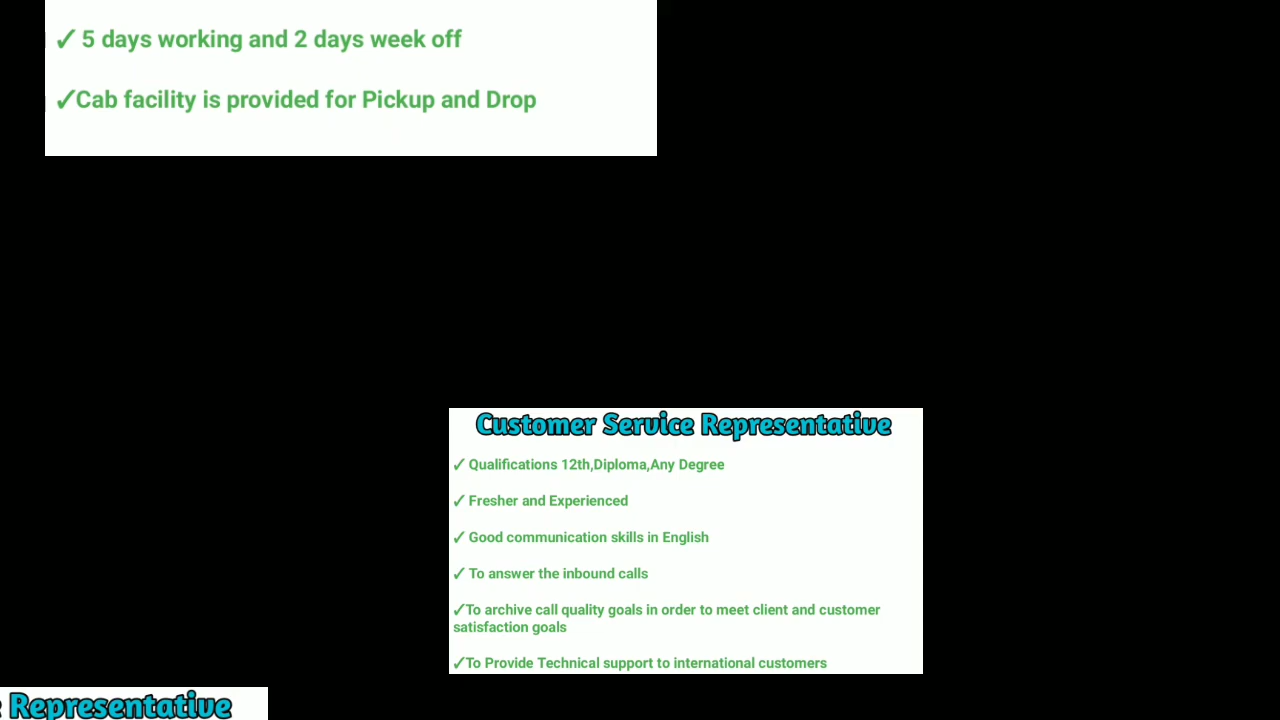 ✓ 5 days working and 2 days week off
✓Cab facility is provided for Pickup and Drop
Customer Service Representative
✓ Qualifications 12th,Diploma,Any Degree
✓ Fresher and Experienced
✓ Good communication skills in English
✓ To answer the inbound calls
✓To archive call quality goals in order to meet client and customer
satisfaction goals
✓To Provide Technical support to international customers
Representative